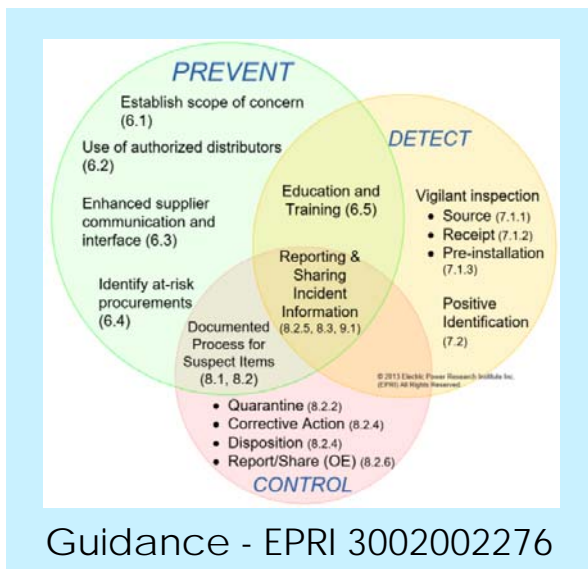 PREVENT
Establish scope of concern
(6.1)
Use of authorized distributors
(6.2)
Enhanced supplier
communication and
interface (6.3)
Identify at-risk
procurements
(6.4)
DETECT
Education and
Training (6.5)
Vigilant inspection
• Source (7.1.1)
• Receipt (7.1.2)
• Pre-installation
(7.1.3)
Positive
Identification
(7.2)
Reporting &
Sharing
Incident
Information
(8.2.5, 8.3, 9.1)
Documented
Process for
Suspect Items
(8.1, 8.2)
© 2013 Electric Power Research Institute Inc.
(EPRI) All Rights Reserved.
• Quarantine (8.2.2)
• Corrective Action (8.2.4)
• Disposition (8.2.4)
• Report/Share (OE) (8.2.6)
CONTROL
Guidance - EPRI 3002002276